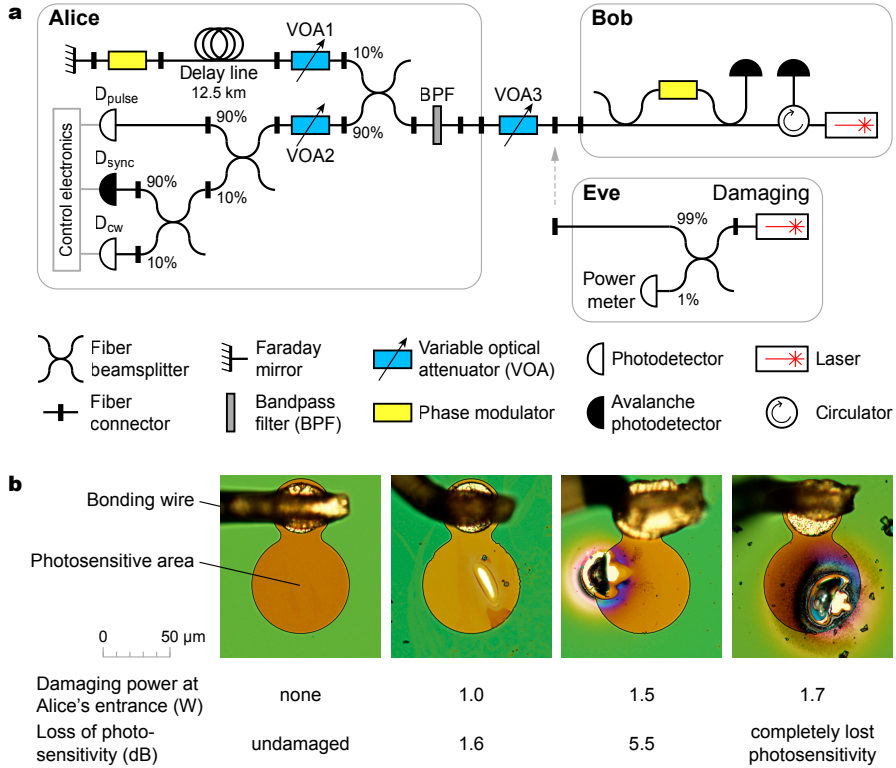 a
Alice
Bob
VOA1
10%
Delay line
12.5 km
D_pulse
90%
VOA2
90%
BPF
VOA3
D_sync
90%
10%
D_cw
10%
Control electronics
Eve
Damaging
99%
Power
meter
1%
Fiber
beamsplitter
Faraday
mirror
Variable optical
attenuator (VOA)
Photodetector
Laser
Fiber
connector
Bandpass
filter (BPF)
Phase modulator
Avalanche
photodetector
Circulator
b
Bonding wire
Photosensitive area
0 50 µm
Damaging power at
Alice's entrance (W)
none 1.0 1.5 1.7
Loss of photo-
sensitivity (dB)
undamaged 1.6 5.5 completely lost
photosensitivity